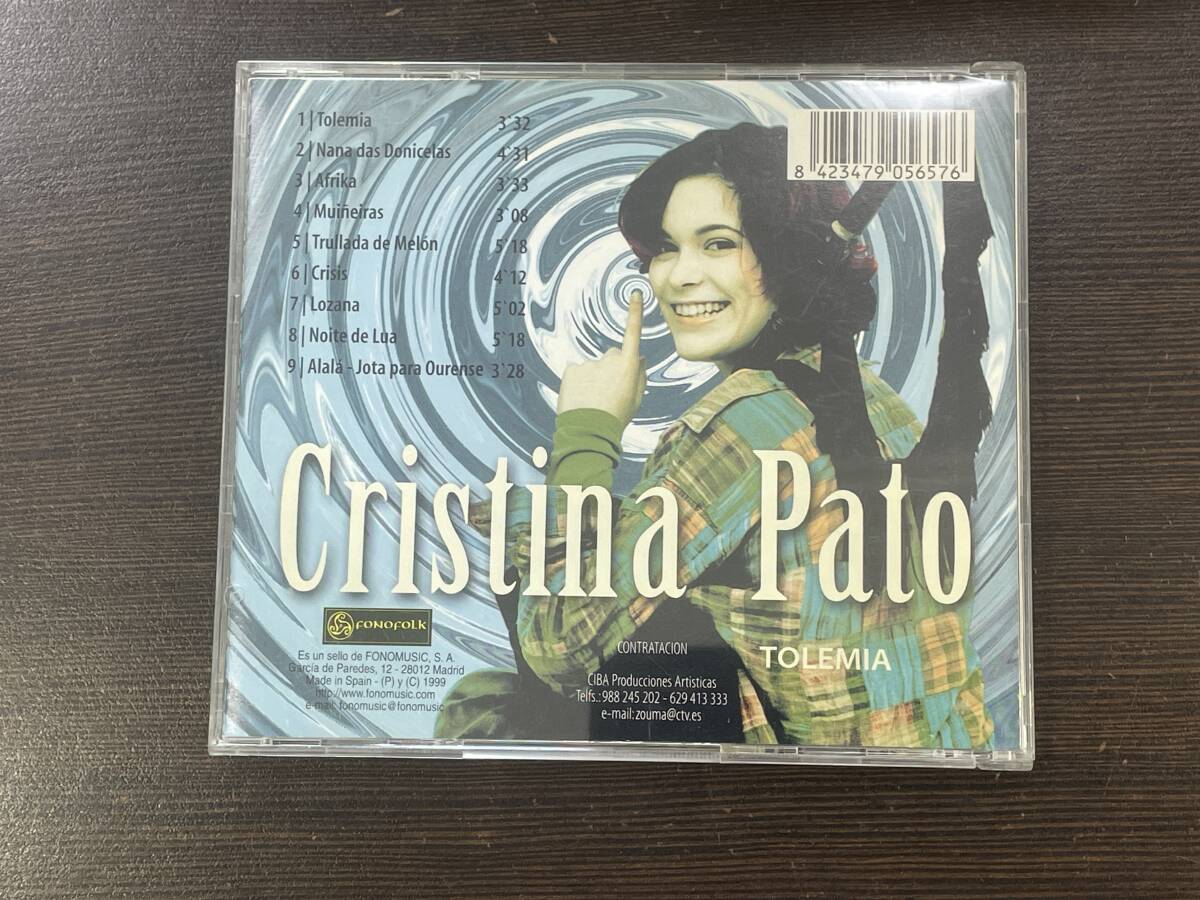 1 | Tolemia 3`32
2 | Nana das Donicelas 4`31
3 | Afrika 3`33
4 | Muiñeiras 3`08
5 | Trullada de Melón 5`18
6 | Crisis 4`12
7 | Lozana 5`02
8 | Noite de Lua 5`18
9 | Alalá - Jota para Ourense 3`28
8 423479 056576
Cristina Pato
TOLEMIA
FONOFOLK
Es un sello de FONOMUSIC, S. A.
García de Paredes, 12 - 28012 Madrid
Made in Spain - (P) y (C) 1999
http://www.fonomusic.com
e-mail: fonomusic@fonomusic
CONTRATACION
CIBA Producciones Artisticas
Telfs.: 988 245 202 - 629 413 333
e-mail: zouma@ctv.es